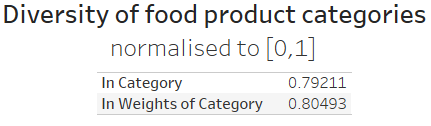 Diversity of food product categories
normalised to [0,1]
In Category 0.79211
In Weights of Category 0.80493